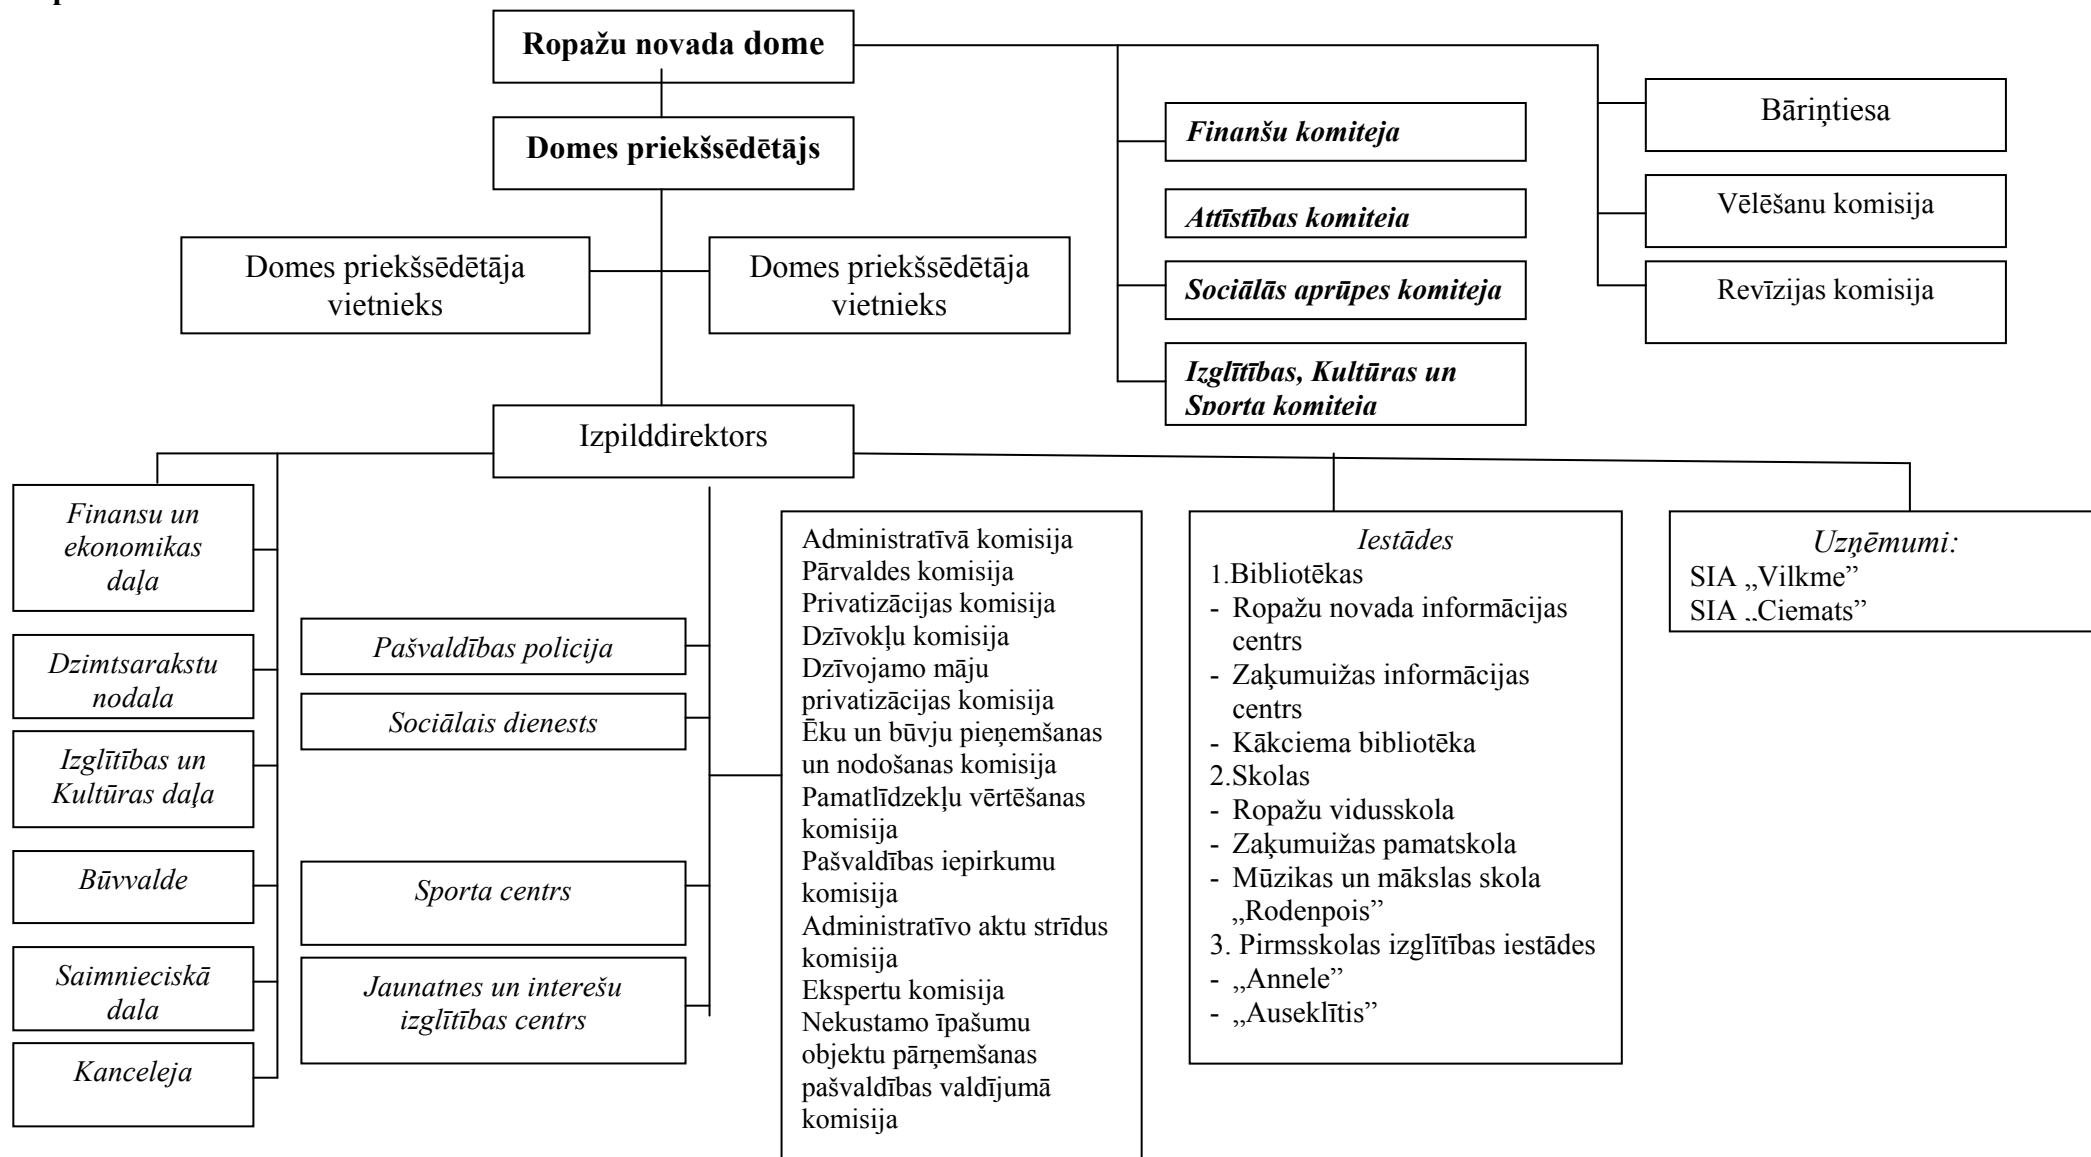 Ropažu novada dome
Domes priekšsēdētājs
Domes priekšsēdētāja
vietnieks
Domes priekšsēdētāja
vietnieks
Finanšu komiteja
Attīstības komiteja
Sociālās aprūpes komiteja
Izglītības, Kultūras un
Sporta komiteja
Bāriņtiesa
Vēlēšanu komisija
Revīzijas komisija
Izpilddirektors
Finansu un
ekonomikas
daļa
Dzimtsarakstu
nodala
Izglītības un
Kultūras daļa
Būvvalde
Saimnieciskā
dala
Kanceleja
Pašvaldības policija
Sociālais dienests
Sporta centrs
Jaunatnes un interešu
izglītības centrs
Administratīvā komisija
Pārvaldes komisija
Privatizācijas komisija
Dzīvokļu komisija
Dzīvojamo māju
privatizācijas komisija
Ēku un būvju pieņemšanas
un nodošanas komisija
Pamatlīdzekļu vērtēšanas
komisija
Pašvaldības iepirkumu
komisija
Administratīvo aktu strīdus
komisija
Ekspertu komisija
Nekustamo īpašumu
objektu pārņemšanas
pašvaldības valdījumā
komisija
Iestādes
1.Bibliotēkas
- Ropažu novada informācijas
centrs
- Zaķumuižas informācijas
centrs
- Kākciema bibliotēka
2.Skolas
- Ropažu vidusskola
- Zaķumuižas pamatskola
- Mūzikas un mākslas skola
„Rodenpois”
3. Pirmsskolas izglītības iestādes
- „Annele”
- „Auseklītis”
Uzņēmumi:
SIA „Vilkme”
SIA „Ciemats”